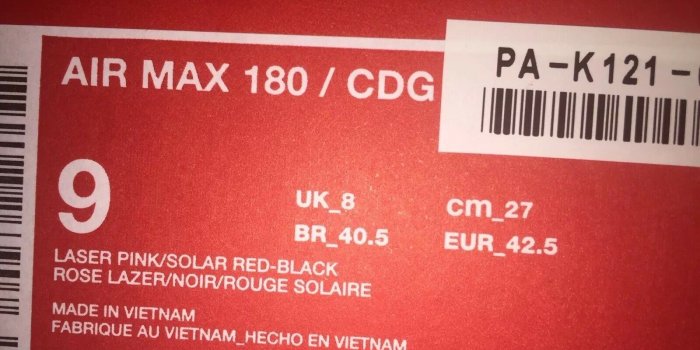 AIR MAX 180 / CDG
PA-K121-
9
UK_8 cm_27
BR_40.5 EUR_42.5
LASER PINK/SOLAR RED-BLACK
ROSE LAZER/NOIR/ROUGE SOLAIRE
MADE IN VIETNAM
FABRIQUE AU VIETNAM_HECHO EN VIETNAM